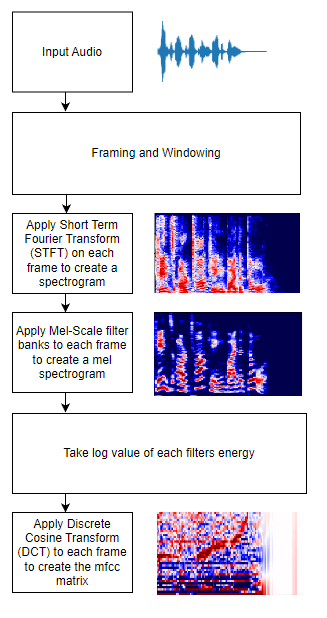 Input Audio
Framing and Windowing
Apply Short Term
Fourier Transform
(STFT) on each
frame to create a
spectrogram
Apply Mel-Scale filter
banks to each frame
to create a mel
spectrogram
Take log value of each filters energy
Apply Discrete
Cosine Transform
(DCT) to each frame
to create the mfcc
matrix